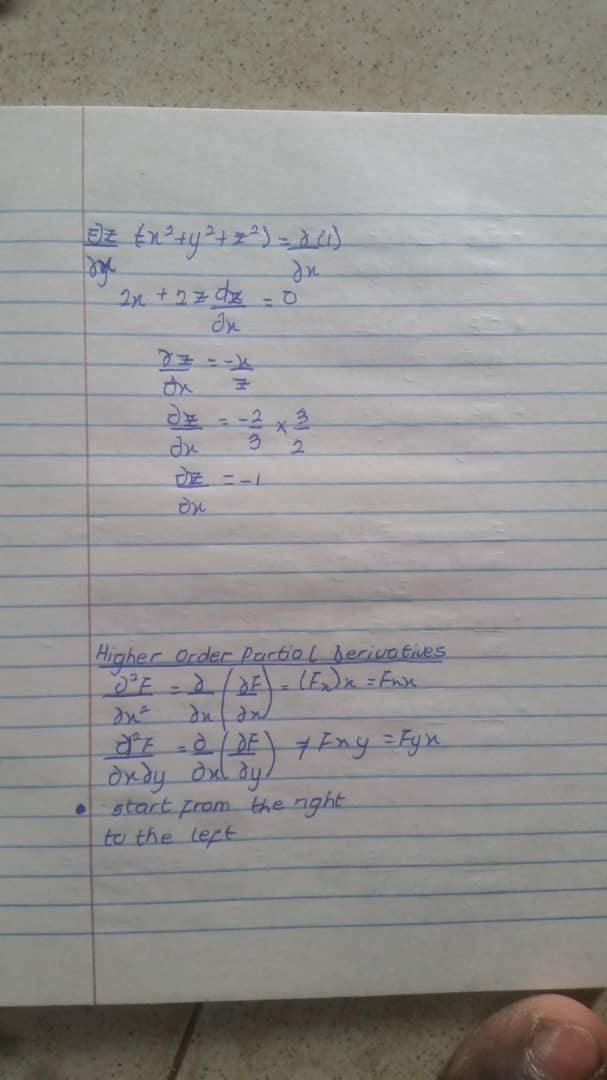 ∂z/∂x (x²+y²+z²) = ∂(1)/∂x
2x + 2z dz/∂x = 0
∂z/∂x = -x/z
∂z/∂x = -2/3 × 3/2
∂z/∂x = -1
Higher order Partial Derivatives
∂²F/∂x² = ∂/∂x (∂F/∂x) = (Fx)x = Fxx
∂²F/∂x∂y = ∂/∂x (∂F/∂y) ≠ Fxy = Fyx
• start from the right
to the left